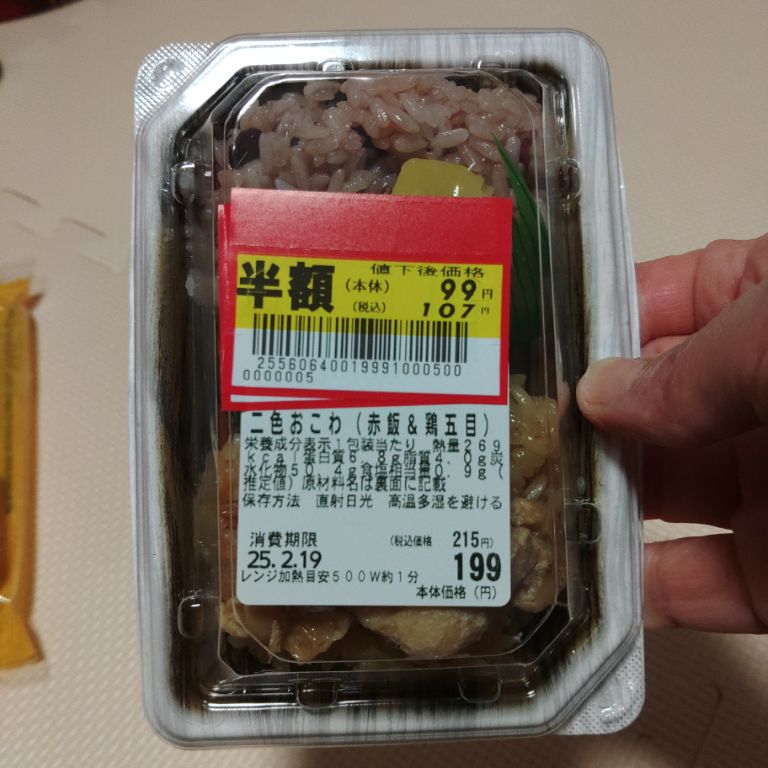 半額
値下後価格
(本体) 99円
(税込) 107円
2556064001999 1000500
0000005
二色おこわ(赤飯&鶏五目)
栄養成分表示1包装当たり 熱量269
kcal蛋白質6.8g脂質4.0g炭
水化物50.4g食塩相当量0.9g(
推定値)原材料名は裏面に記載
保存方法 直射日光 高温多湿を避ける
消費期限 (税込価格 215円)
25.2.19 199
レンジ加熱目安500W約1分 本体価格(円)